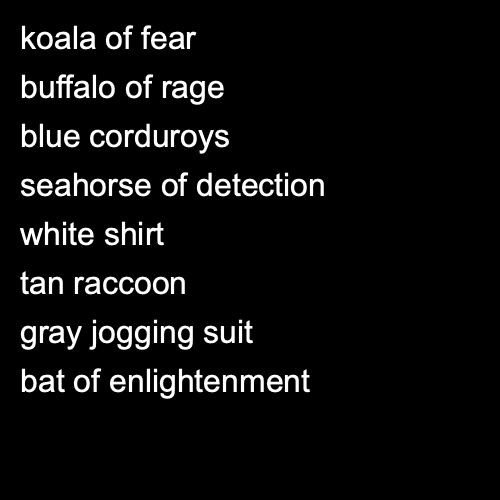 koala of fear
buffalo of rage
blue corduroys
seahorse of detection
white shirt
tan raccoon
gray jogging suit
bat of enlightenment